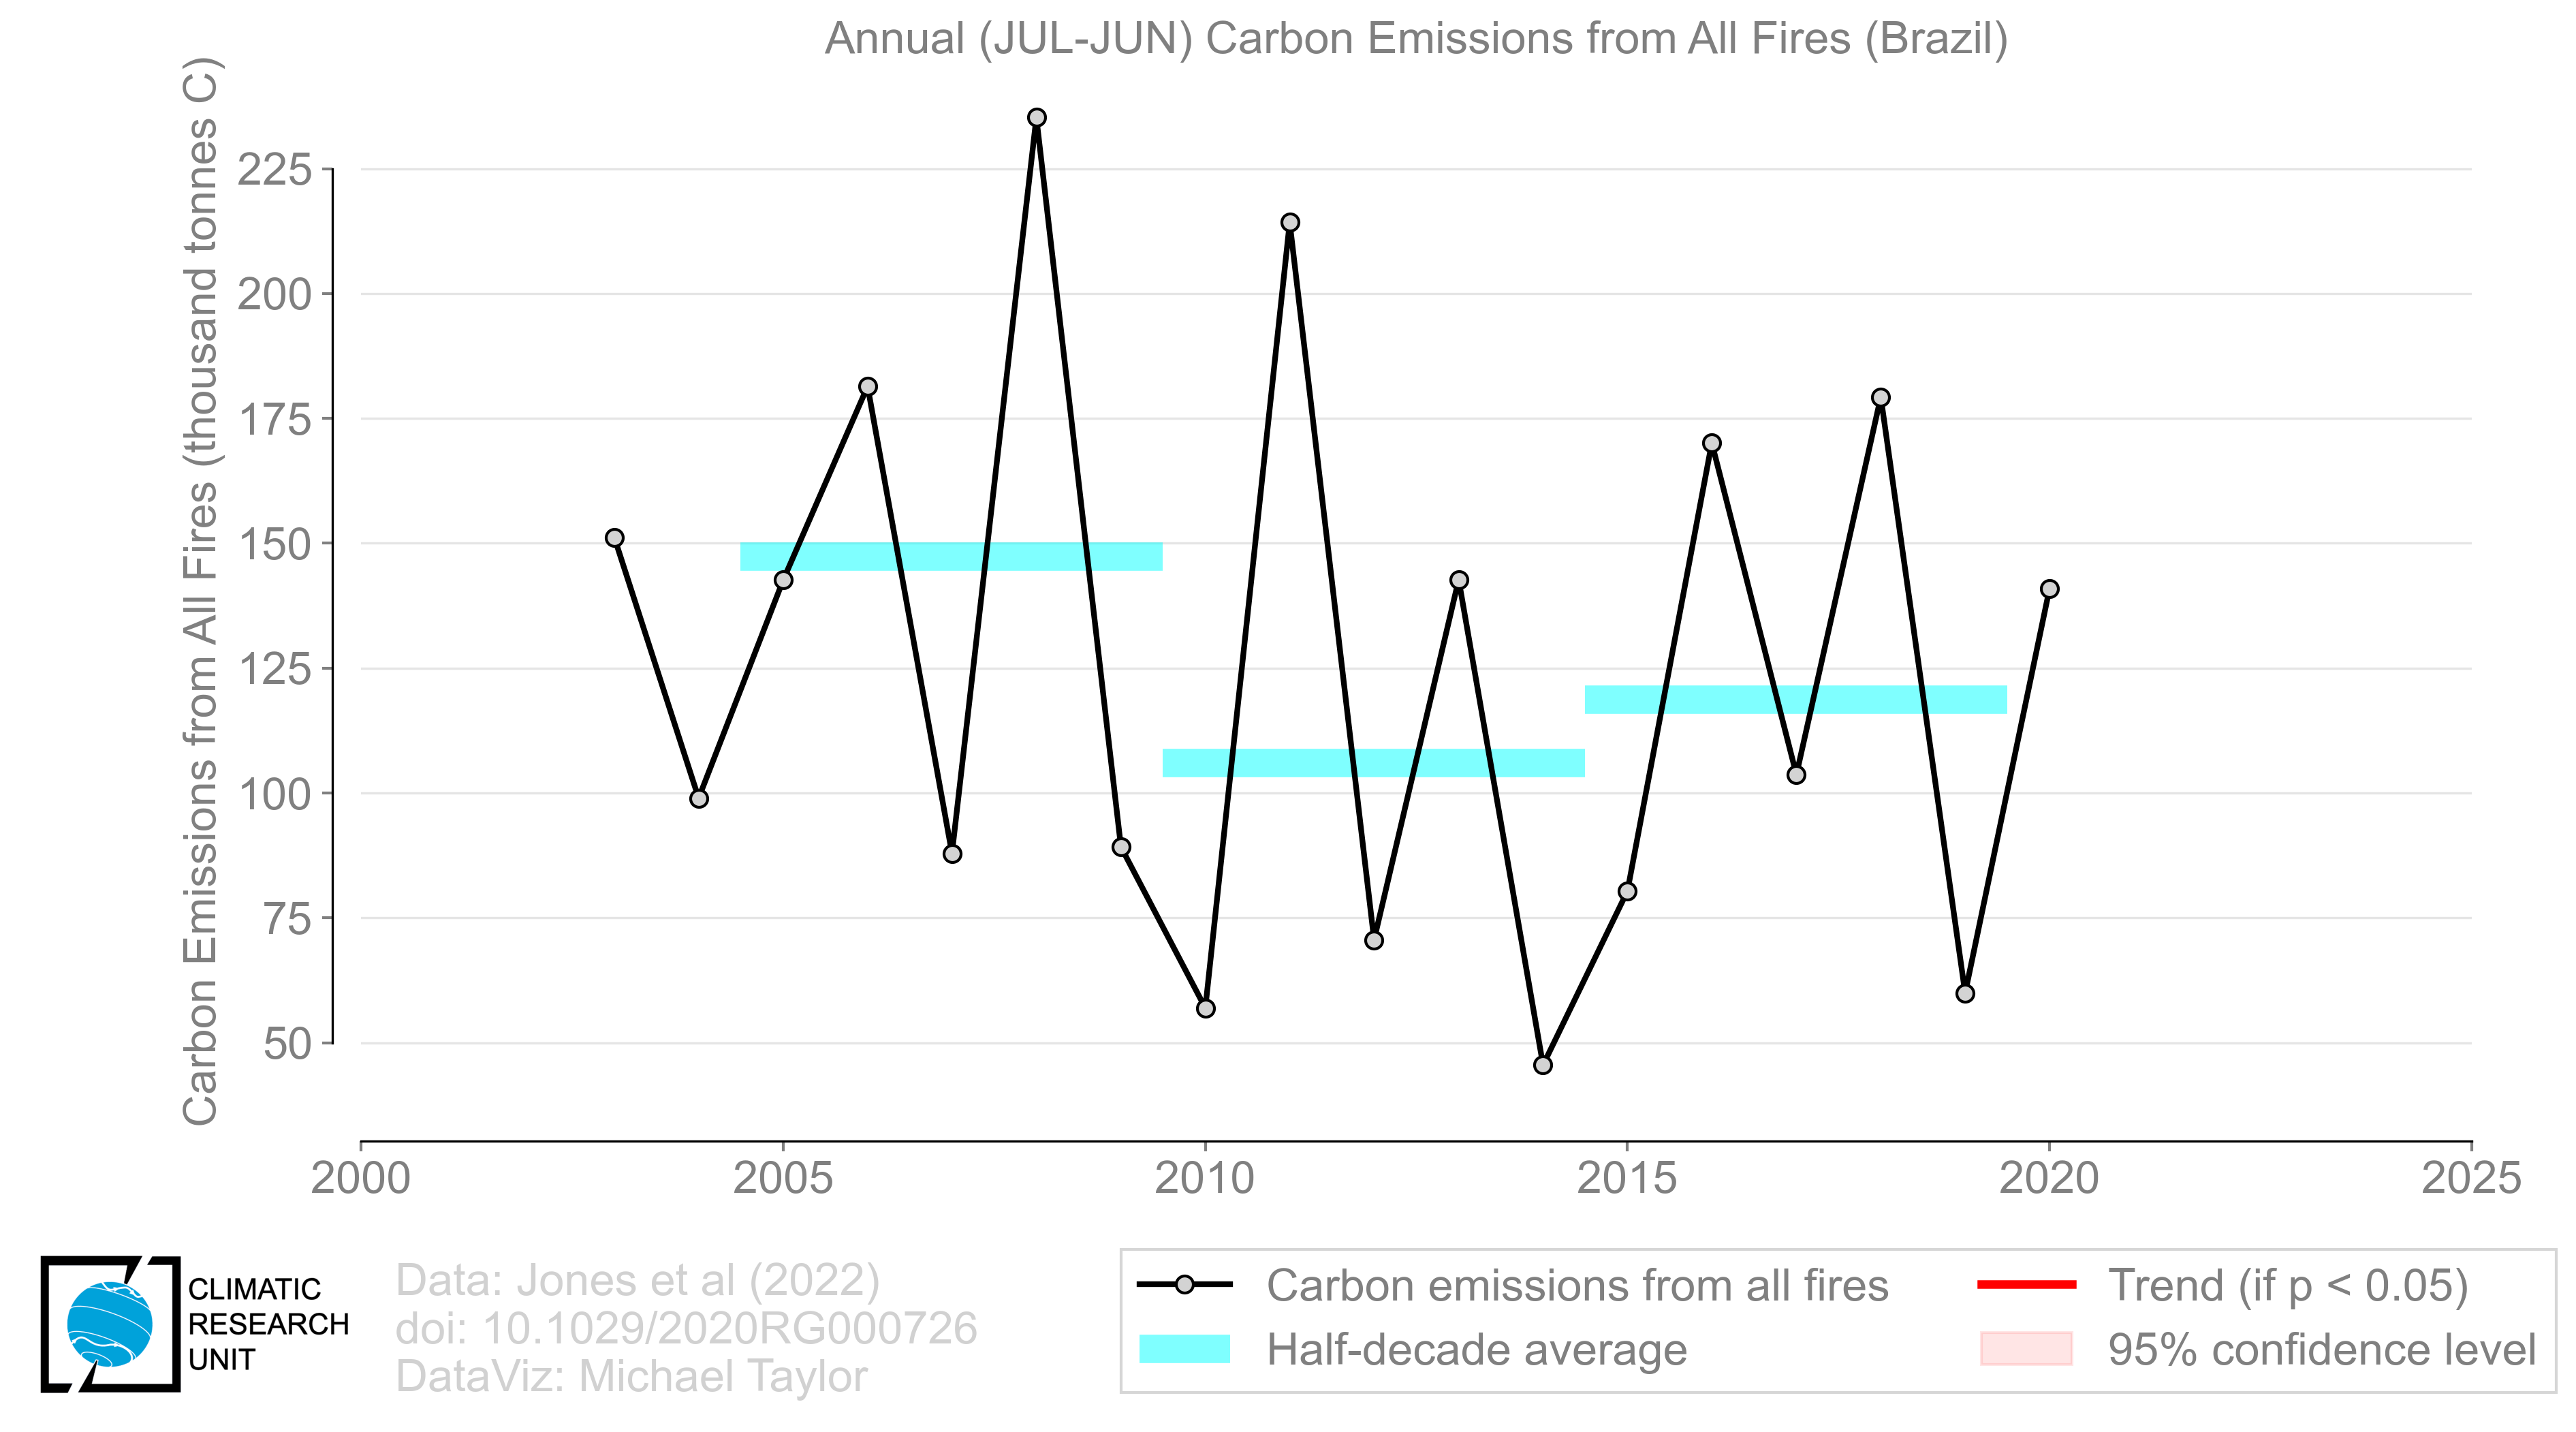 Annual (JUL-JUN) Carbon Emissions from All Fires (Brazil)
Carbon Emissions from All Fires (thousand tonnes C)
225
200
175
150
125
100
75
50
2000 2005 2010 2015 2020 2025
CLIMATIC
RESEARCH
UNIT
Data: Jones et al (2022)
doi: 10.1029/2020RG000726
DataViz: Michael Taylor
Carbon emissions from all fires
Half-decade average
Trend (if p < 0.05)
95% confidence level